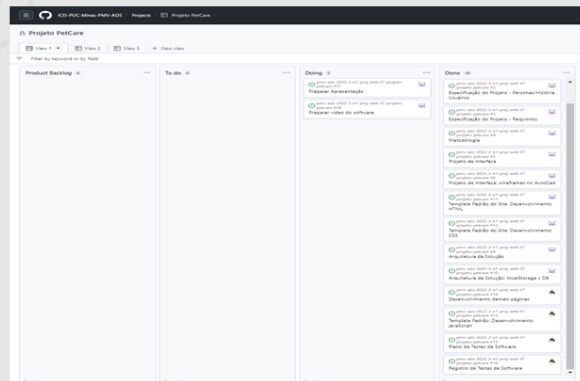 ICEI-PUC-Minas-PMV-ADS Projects Projeto PetCare
Projeto PetCare
View 1 View 2 View 3 + New view
Filter by keyword or by field
Product Backlog 0 ...
To do 0 ...
Doing 2 ...
Preparar Apresentação
Preparar vídeo do software
Done
Especificação do Projeto - Personas/História
Usuários
Especificação do Projeto - Requisitos
Metodologia
Projeto de Interface
Projeto de Interface: wireframes no AutoCad
Template Padrão do Site: Desenvolvimento
HTML
Template Padrão do Site: Desenvolvimento
CSS
Arquitetura da Solução
Arquitetura da Solução: localStorage x DB
Desenvolvimento demais páginas
Template Padrão: Desenvolvimento
JavaScript
Plano de Testes de Software
Registro de Testes de Software